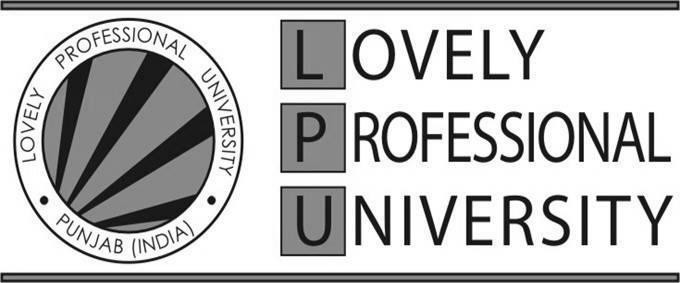 LOVELY PROFESSIONAL UNIVERSITY
• PUNJAB (INDIA) •
LOVELY
PROFESSIONAL
UNIVERSITY